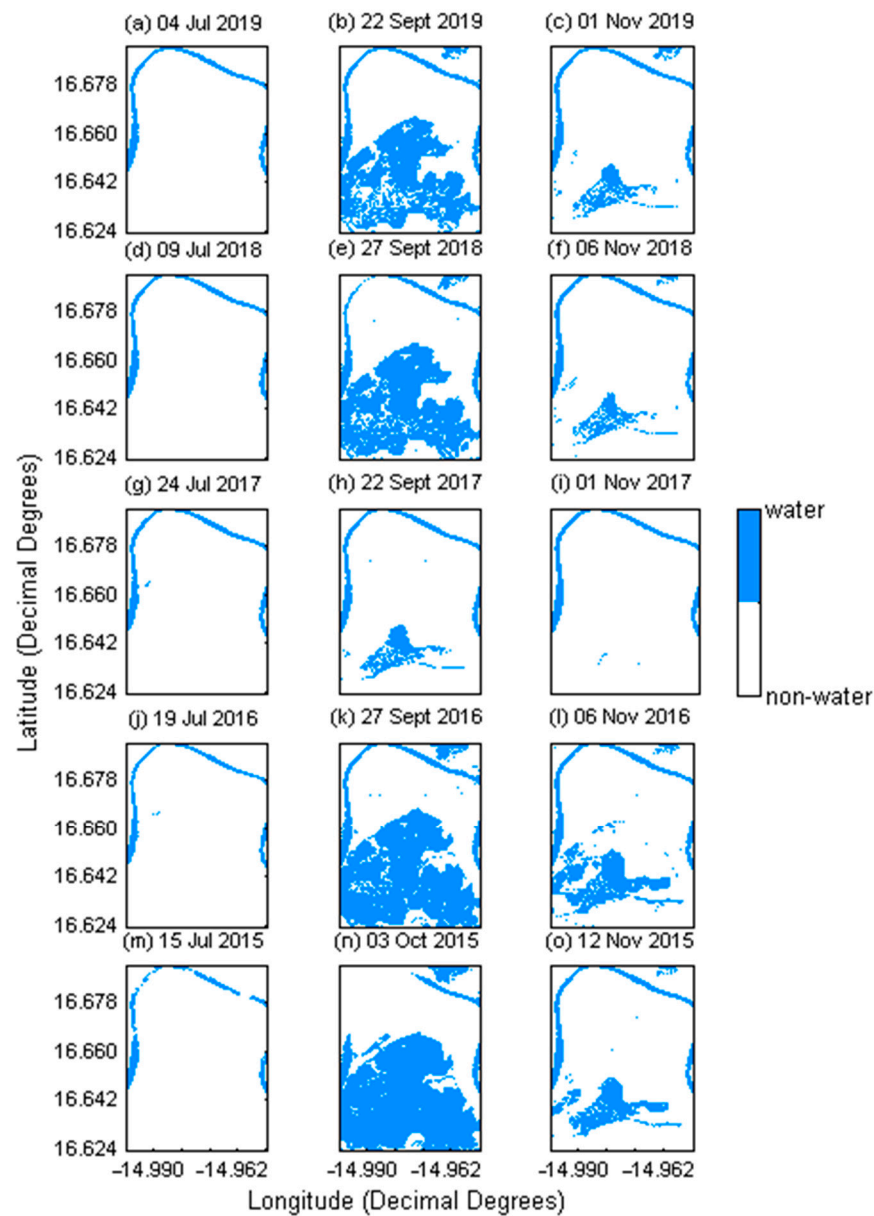 (a) 04 Jul 2019 (b) 22 Sept 2019 (c) 01 Nov 2019
16.678
16.660
16.642
16.624
(d) 09 Jul 2018 (e) 27 Sept 2018 (f) 06 Nov 2018
16.678
16.660
16.642
16.624
(g) 24 Jul 2017 (h) 22 Sept 2017 (i) 01 Nov 2017
16.678
16.660
16.642
16.624
(j) 19 Jul 2016 (k) 27 Sept 2016 (l) 06 Nov 2016
16.678
16.660
16.642
16.624
(m) 15 Jul 2015 (n) 03 Oct 2015 (o) 12 Nov 2015
16.678
16.660
16.642
16.624
−14.990 −14.962 −14.990 −14.962 −14.990 −14.962
Longitude (Decimal Degrees)
Latitude (Decimal Degrees)
water
non-water